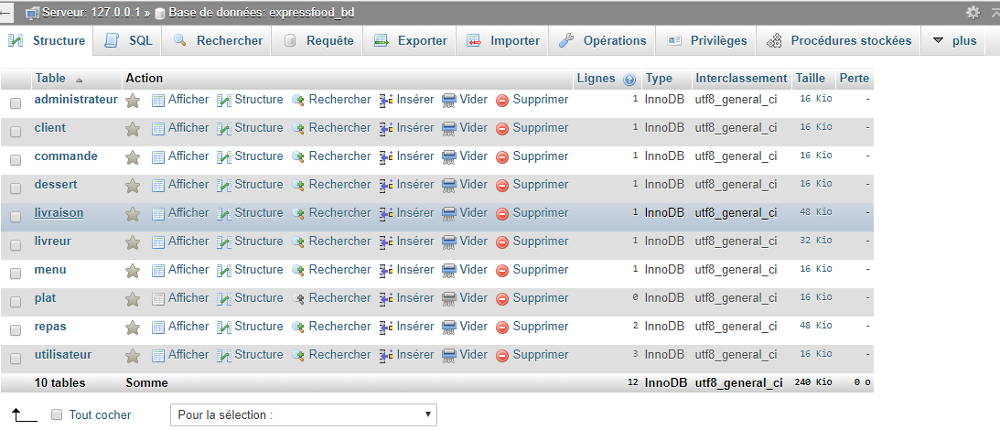 Serveur: 127.0.0.1 » Base de données: expressfood_bd
Structure SQL Rechercher Requête Exporter Importer Opérations Privilèges Procédures stockées plus
Table Action Lignes Type Interclassement Taille Perte
administrateur Afficher Structure Rechercher Insérer Vider Supprimer 1 InnoDB utf8_general_ci 16 Kio -
client Afficher Structure Rechercher Insérer Vider Supprimer 1 InnoDB utf8_general_ci 16 Kio -
commande Afficher Structure Rechercher Insérer Vider Supprimer 1 InnoDB utf8_general_ci 16 Kio -
dessert Afficher Structure Rechercher Insérer Vider Supprimer 1 InnoDB utf8_general_ci 16 Kio -
livraison Afficher Structure Rechercher Insérer Vider Supprimer 1 InnoDB utf8_general_ci 48 Kio -
livreur Afficher Structure Rechercher Insérer Vider Supprimer 1 InnoDB utf8_general_ci 32 Kio -
menu Afficher Structure Rechercher Insérer Vider Supprimer 1 InnoDB utf8_general_ci 16 Kio -
plat Afficher Structure Rechercher Insérer Vider Supprimer 0 InnoDB utf8_general_ci 16 Kio -
repas Afficher Structure Rechercher Insérer Vider Supprimer 2 InnoDB utf8_general_ci 48 Kio -
utilisateur Afficher Structure Rechercher Insérer Vider Supprimer 3 InnoDB utf8_general_ci 16 Kio -
10 tables Somme 12 InnoDB utf8_general_ci 240 Kio 0 o
Tout cocher Pour la sélection :